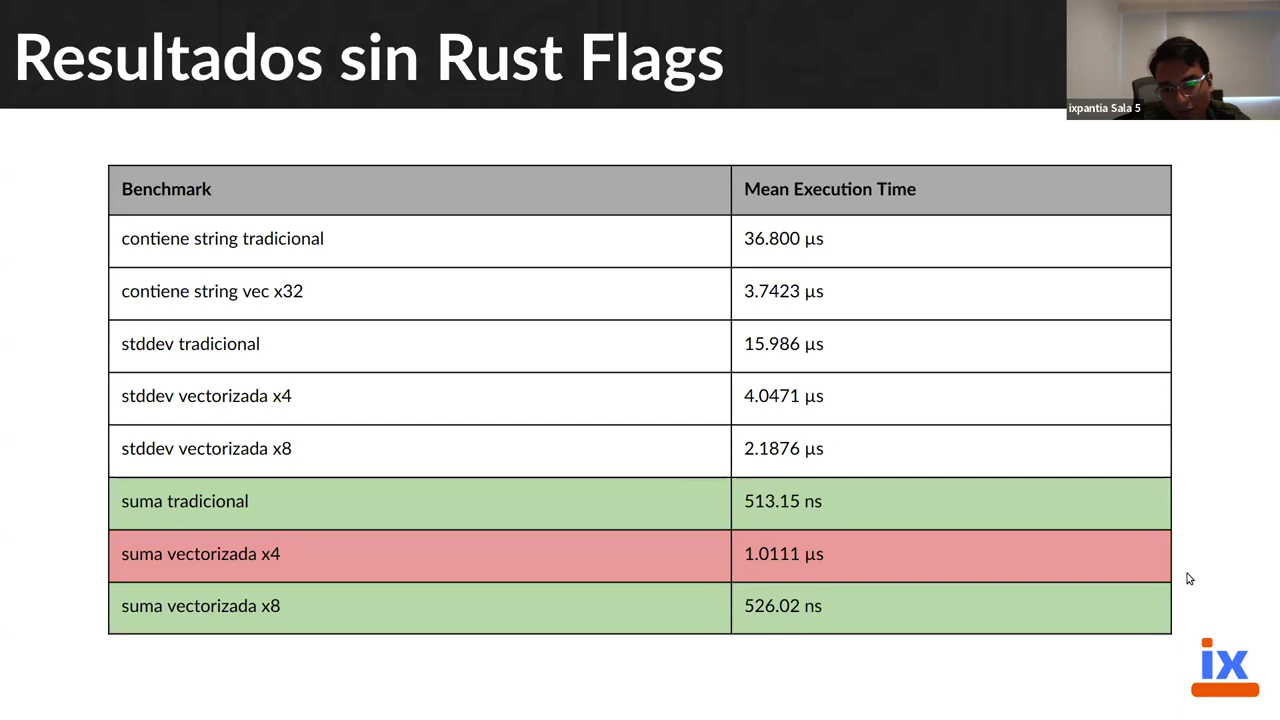 Resultados sin Rust Flags
ixpantia Sala 5
Benchmark Mean Execution Time
contiene string tradicional 36.800 µs
contiene string vec x32 3.7423 µs
stddev tradicional 15.986 µs
stddev vectorizada x4 4.0471 µs
stddev vectorizada x8 2.1876 µs
suma tradicional 513.15 ns
suma vectorizada x4 1.0111 µs
suma vectorizada x8 526.02 ns
ix